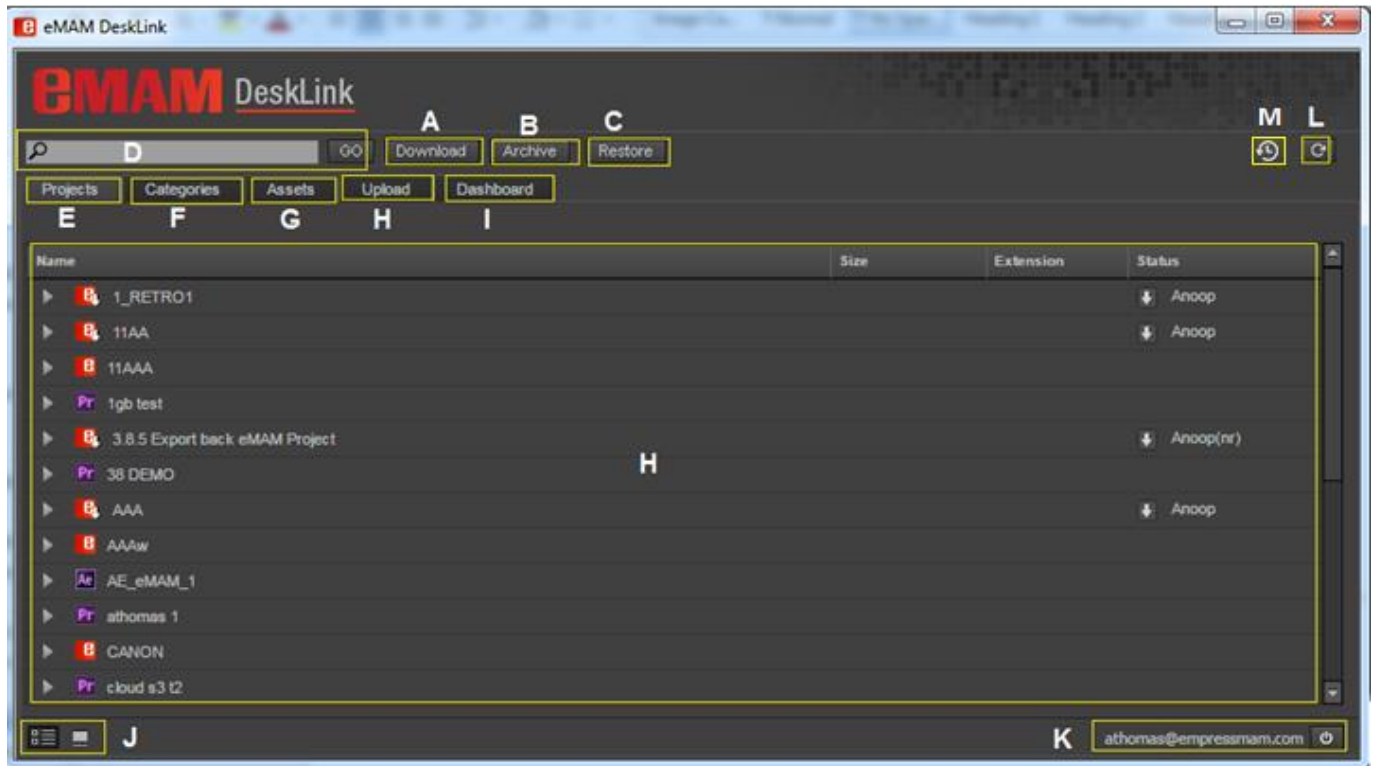 eMAM DeskLink
eMAM DeskLink
A B C M L
D GO Download Archive Restore
Projects Categories Assets Upload Dashboard
E F G H I
Name Size Extension Status
1_RETRO1 Anoop
11AA Anoop
11AAA
Pr 1gb test
3.8.5 Export back eMAM Project Anoop(nr)
H
Pr 38 DEMO
AAA Anoop
AAAw
Ae AE_eMAM_1
Pr athomas 1
CANON
Pr cloud s3 t2
J K athomas@empressmam.com